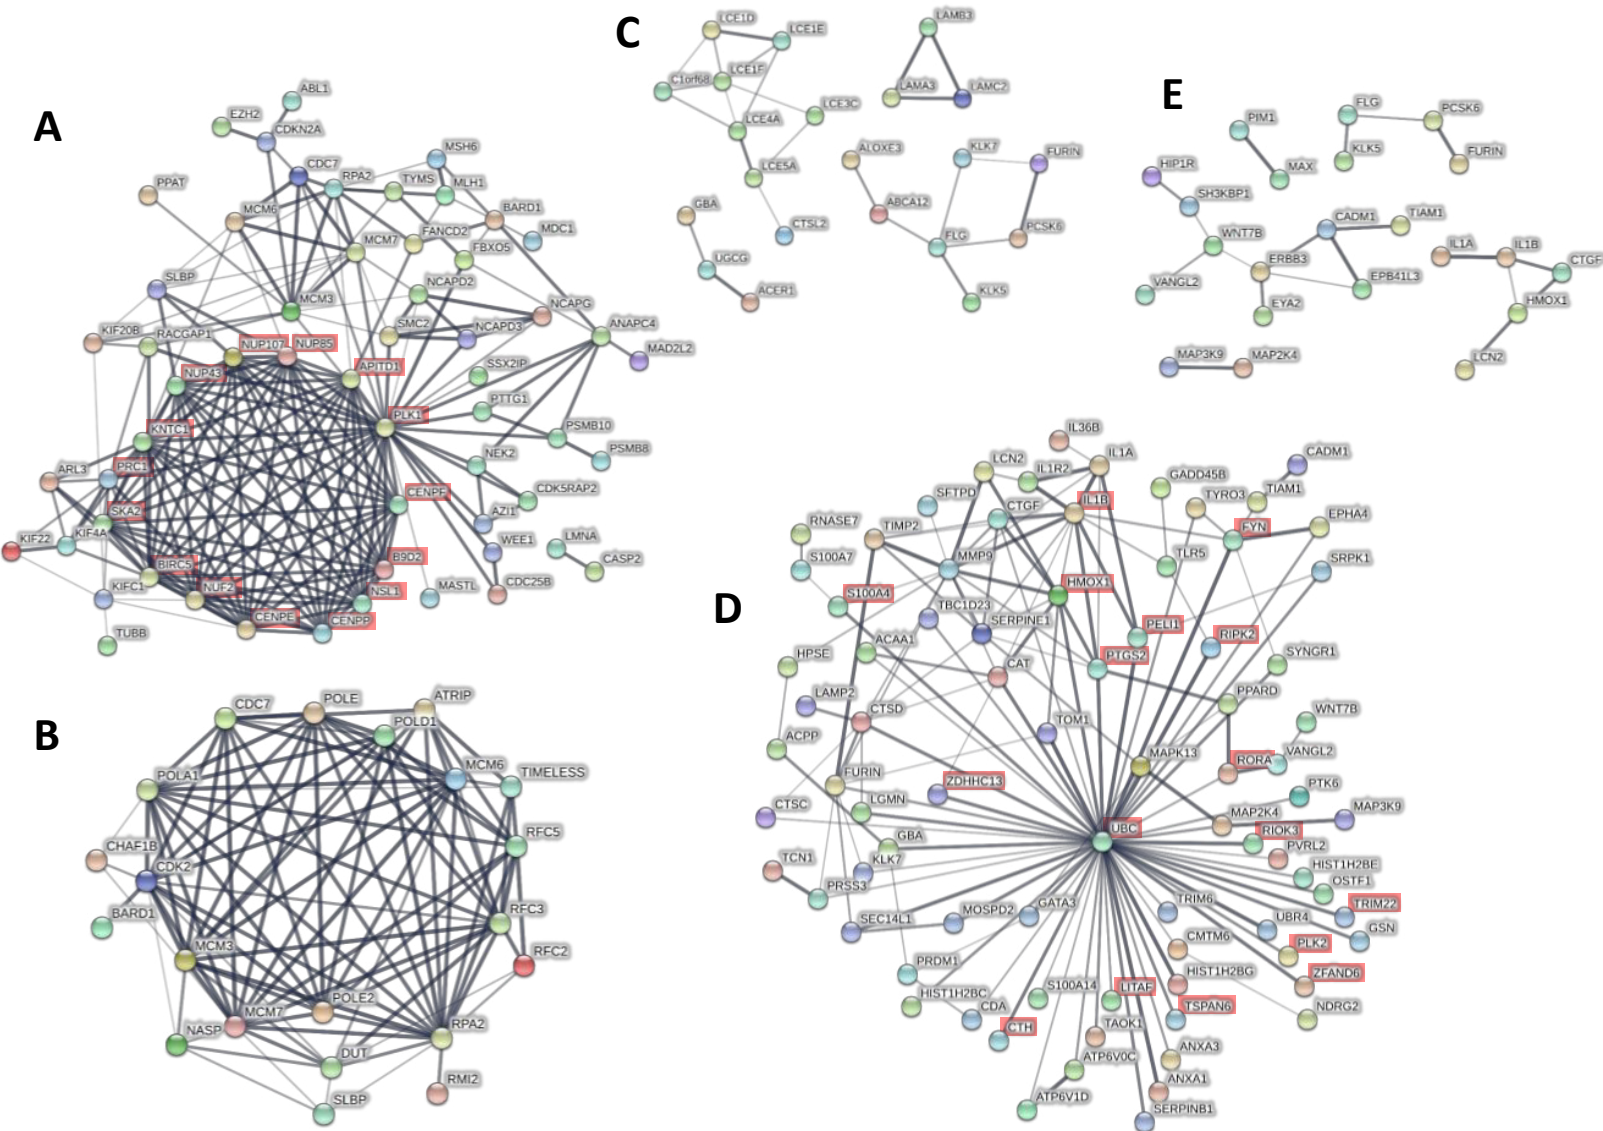 A
ABL1
EZH2
CDKN2A
CDC7
RPA2
MSH6
TYMS
MLH1
PPAT
MCM6
BARD1
MDC1
FANCD2
MCM7
FBXO5
SLBP
NCAPD2
MCM3
NCAPG
KIF20B
RACGAP1
SMC2
NCAPD3
ANAPC4
NUP107
NUP85
MAD2L2
NUP43
APITD1
SSX2IP
PTTG1
PLK1
KNTC1
PSMB10
PSMB8
NEK2
ARL3
PRC1
CENPF
CDK5RAP2
SKA2
AZI1
KIF22
KIF4A
WEE1
LMNA
CASP2
BIRC5
B9D2
KIFC1
NUF2
NSL1
MASTL
CDC25B
CENPE
CENPP
TUBB
B
CDC7
POLE
ATRIP
POLD1
MCM6
TIMELESS
POLA1
RFC5
CHAF1B
CDK2
BARD1
RFC3
MCM3
RFC2
POLE2
MCM7
NASP
RPA2
DUT
RMI2
SLBP
C
LCE1D
LCE1E
LCE1F
C1orf68
LCE3C
LCE4A
LCE5A
CTSL2
LAMB3
LAMA3
LAMC2
ALOXE3
KLK7
FURIN
ABCA12
FLG
PCSK6
KLK5
GBA
UGCG
ACER1
E
PIM1
MAX
FLG
PCSK6
KLK5
FURIN
HIP1R
SH3KBP1
WNT7B
VANGL2
CADM1
TIAM1
ERBB3
EPB41L3
EYA2
IL1A
IL1B
CTGF
HMOX1
LCN2
MAP3K9
MAP2K4
D
IL36B
LCN2
IL1R2
IL1A
CADM1
GADD45B
TIAM1
SFTPD
CTGF
IL1B
TYRO3
RNASE7
TIMP2
FYN
EPHA4
S100A7
MMP9
TLR5
SRPK1
S100A4
HMOX1
TBC1D23
SERPINE1
PELI1
RIPK2
ACAA1
HPSE
CAT
PTGS2
SYNGR1
LAMP2
CTSD
PPARD
WNT7B
ACPP
TOM1
MAPK13
RORA
VANGL2
FURIN
ZDHHC13
PTK6
CTSC
LGMN
UBC
MAP2K4
MAP3K9
GBA
RIOK3
PVRL2
TCN1
KLK7
HIST1H2BE
PRSS3
OSTF1
SEC14L1
MOSPD2
GATA3
TRIM6
TRIM22
UBR4
GSN
CMTM6
PLK2
PRDM1
HIST1H2BG
ZFAND6
S100A14
LITAF
HIST1H2BC
CDA
TSPAN6
NDRG2
CTH
TAOK1
ATP6V0C
ANXA3
ANXA1
ATP6V1D
SERPINB1